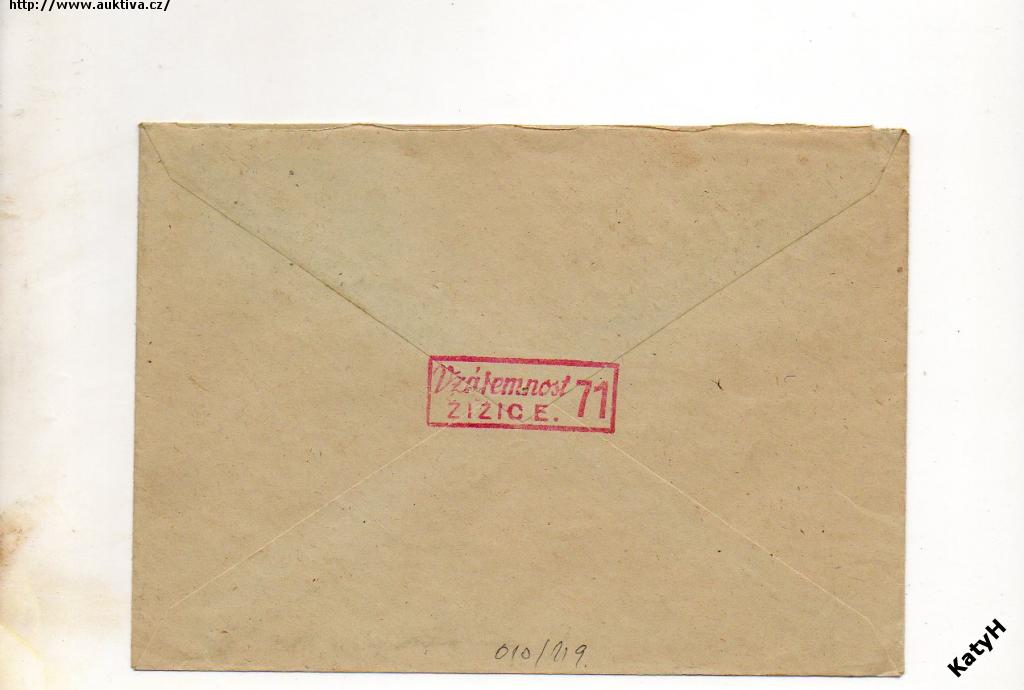 http://www.auktiva.cz/
Vzájemnost 71
ŽIŽICE.
010/119.
KatyH